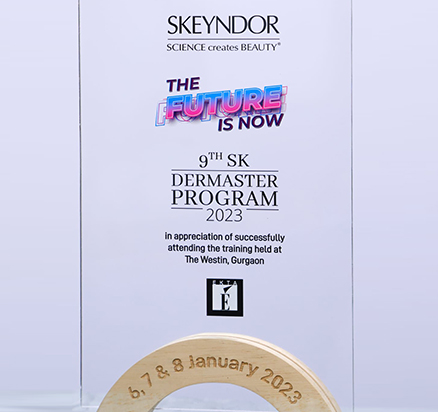 SKEYNDOR
SCIENCE creates BEAUTY®
THE
FUTURE
IS NOW
9TH SK
DERMASTER
PROGRAM
2023
in appreciation of successfully
attending the training held at
The Westin, Gurgaon
EKTA
E
6, 7 & 8 January 2023